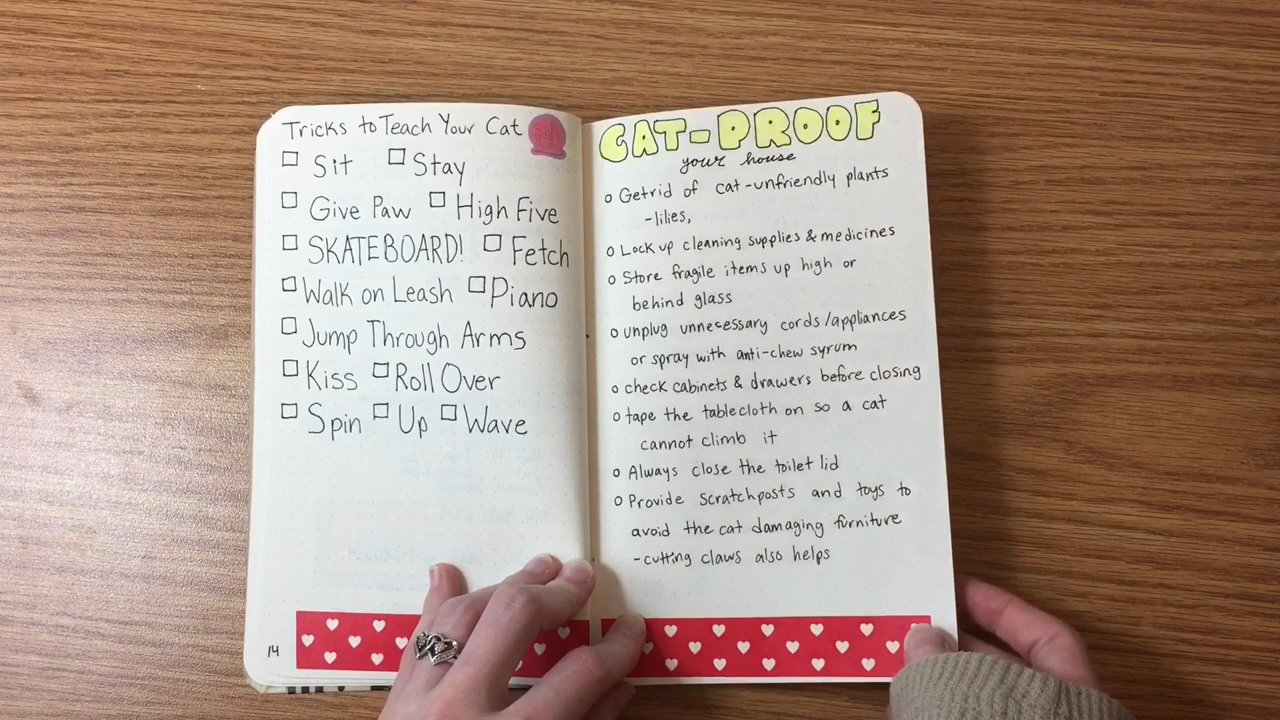 Tricks to Teach Your Cat
Sit Stay
Give Paw High Five
SKATEBOARD! Fetch
Walk on Leash Piano
Jump Through Arms
Kiss Roll Over
Spin Up Wave
14
CAT-PROOF
your house
Get rid of cat-unfriendly plants
-lilies,
Lock up cleaning supplies & medicines
Store fragile items up high or
behind glass
unplug unnecessary cords/appliances
or spray with anti-chew syrum
check cabinets & drawers before closing
tape the tablecloth on so a cat
cannot climb it
Always close the toilet lid
Provide scratchposts and toys to
avoid the cat damaging furniture
-cutting claws also helps